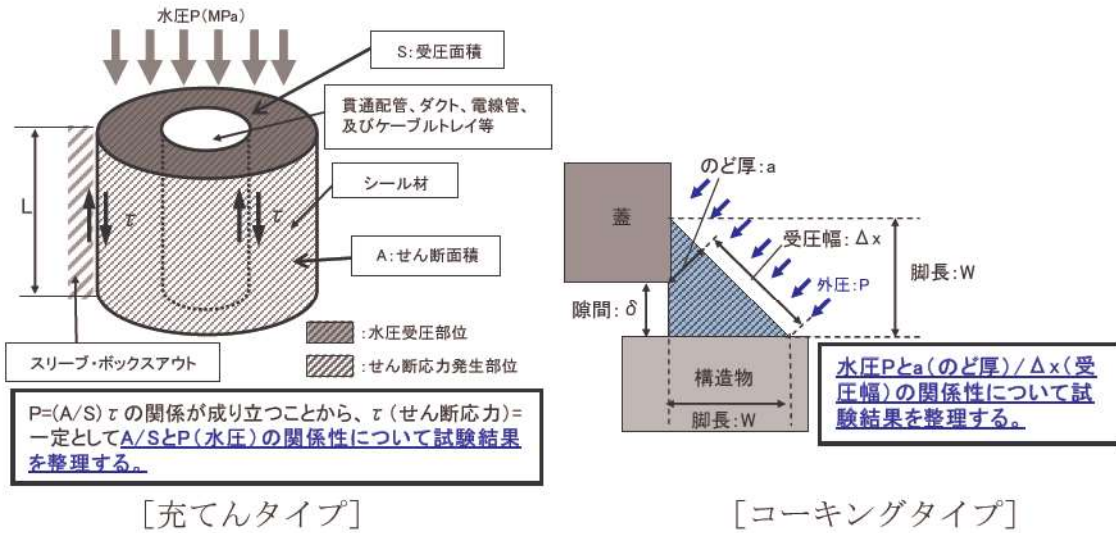 水圧P(MPa)
S:受圧面積
貫通配管、ダクト、電線管、
及びケーブルトレイ等
シール材
L
τ
τ
A:せん断面積
:水圧受圧部位
:せん断応力発生部位
スリーブ・ボックスアウト
P=(A/S)τの関係が成り立つことから、τ(せん断応力)=
一定としてA/SとP(水圧)の関係性について試験結果
を整理する。
[充てんタイプ]
のど厚:a
蓋
受圧幅:Δx
外圧:P
脚長:W
隙間:δ
構造物
脚長:W
水圧Pとa(のど厚)/Δx(受
圧幅)の関係性について試
験結果を整理する。
[コーキングタイプ]